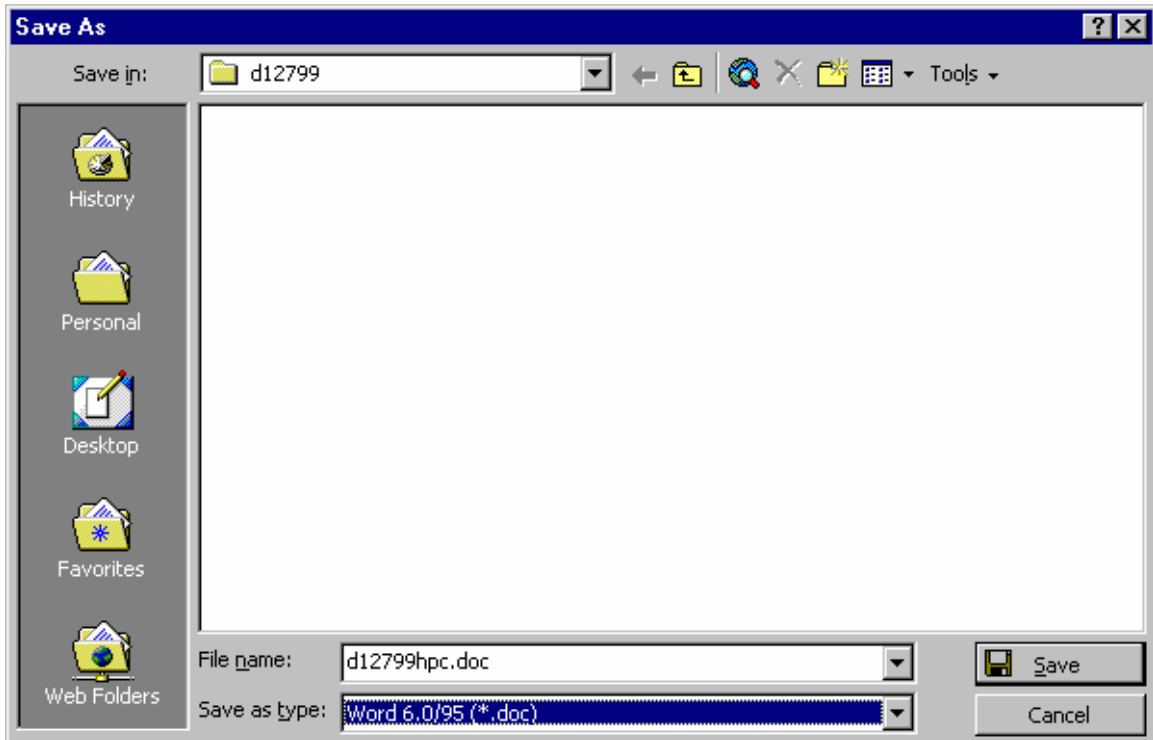 Save As
Save in: d12799 Tools
History
Personal
Desktop
Favorites
Web Folders
File name: d12799hpc.doc Save
Save as type: Word 6.0/95 (*.doc) Cancel